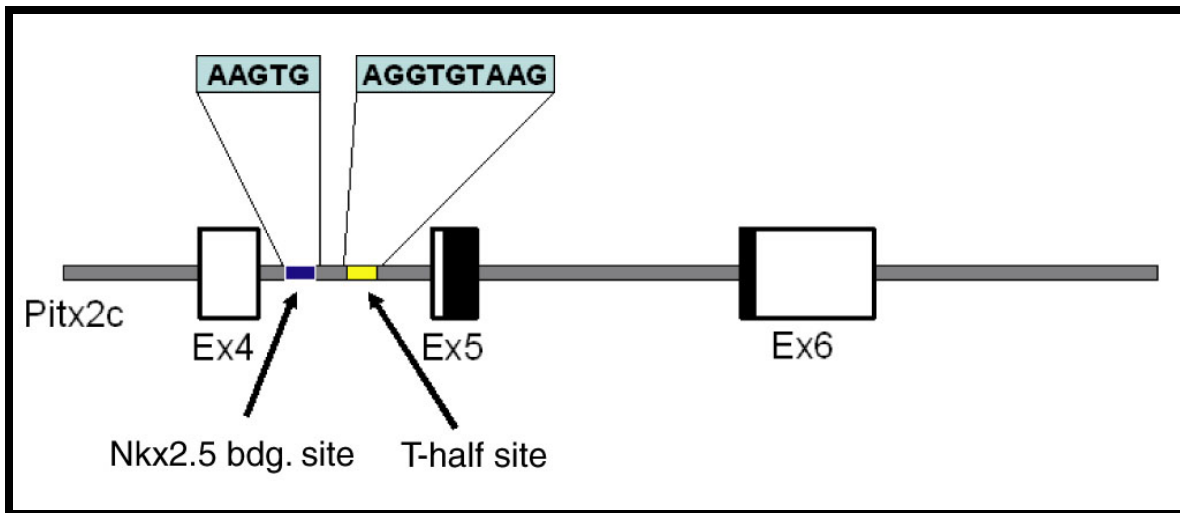 AAGTG AGGTGTAAG
Pitx2c
Ex4 Ex5 Ex6
Nkx2.5 bdg. site T-half site